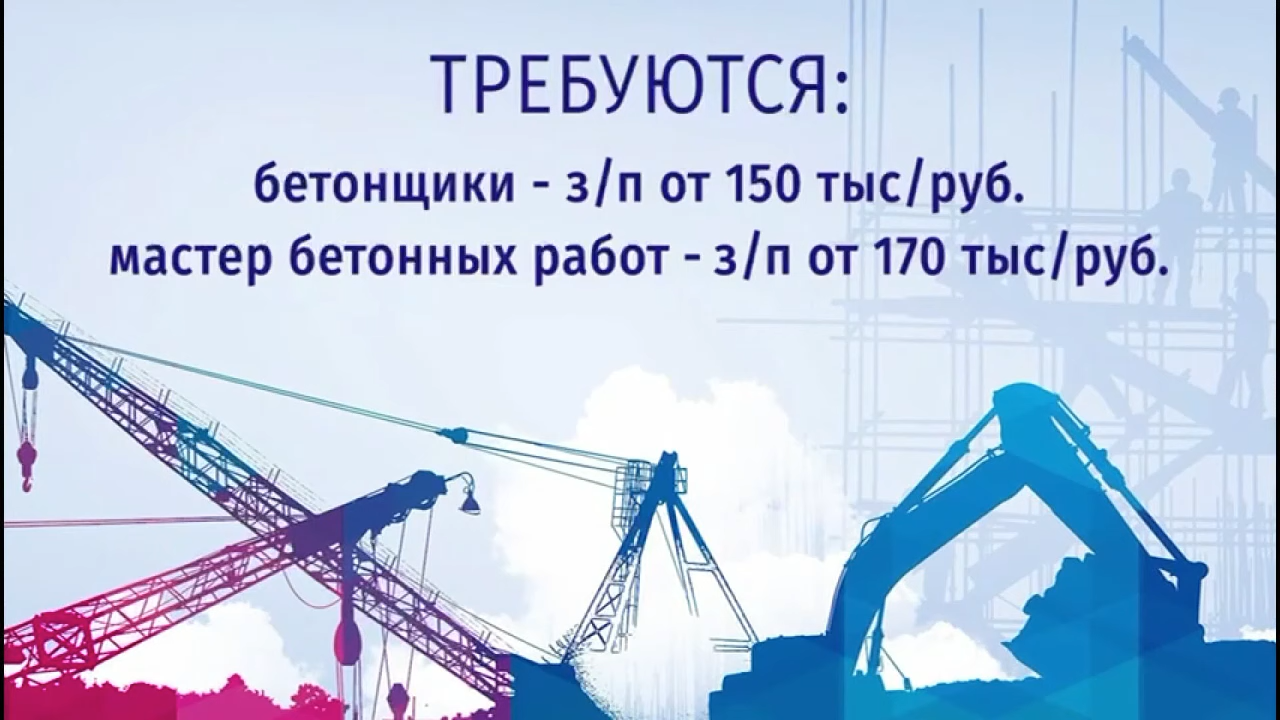 ТРЕБУЮТСЯ:
бетонщики - з/п от 150 тыс/руб.
мастер бетонных работ - з/п от 170 тыс/руб.